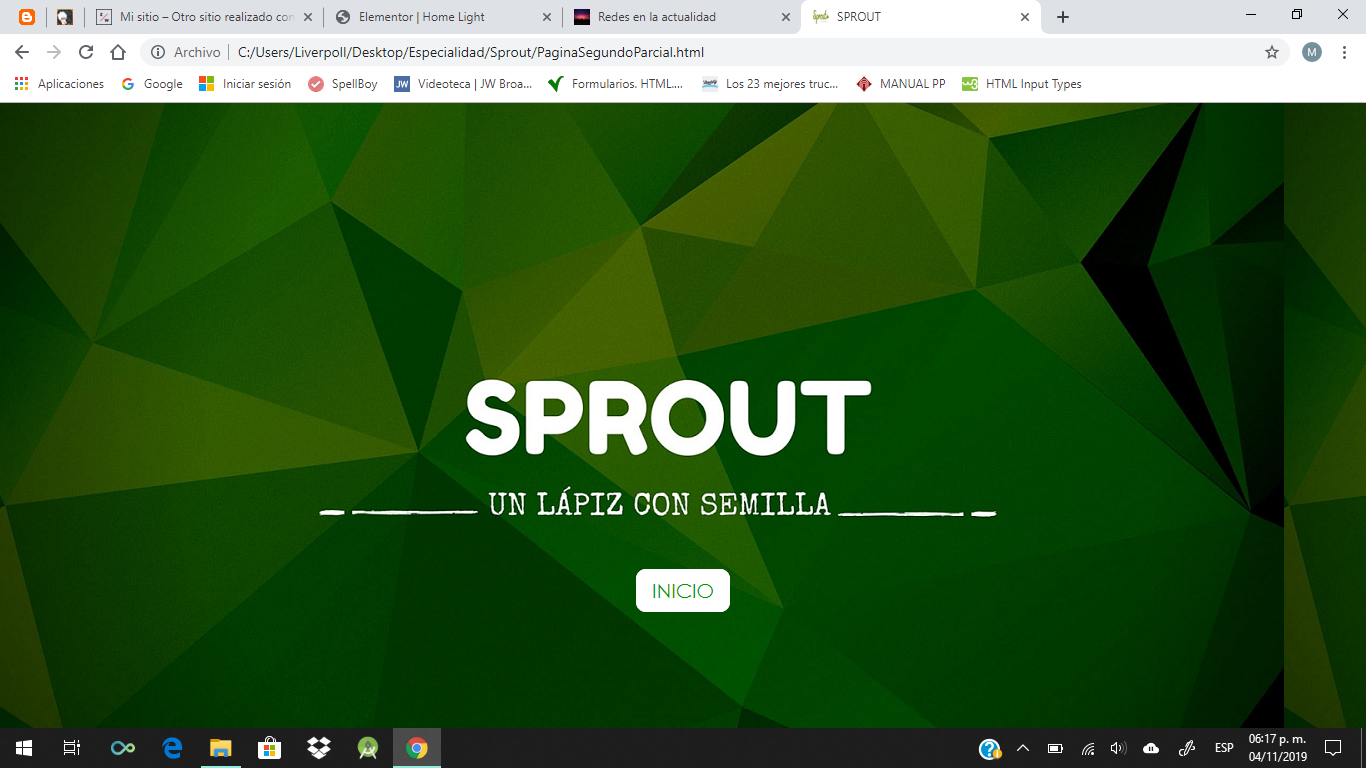 Mi sitio – Otro sitio realizado con
Elementor | Home Light
Redes en la actualidad
SPROUT
Archivo
C:/Users/Liverpoll/Desktop/Especialidad/Sprout/PaginaSegundoParcial.html
M
Aplicaciones
Google
Iniciar sesión
SpellBoy
JW
Videoteca | JW Broa...
Formularios. HTML....
Los 23 mejores truc...
MANUAL PP
HTML Input Types
SPROUT
UN LÁPIZ CON SEMILLA
INICIO
ESP
06:17 p. m.
04/11/2019